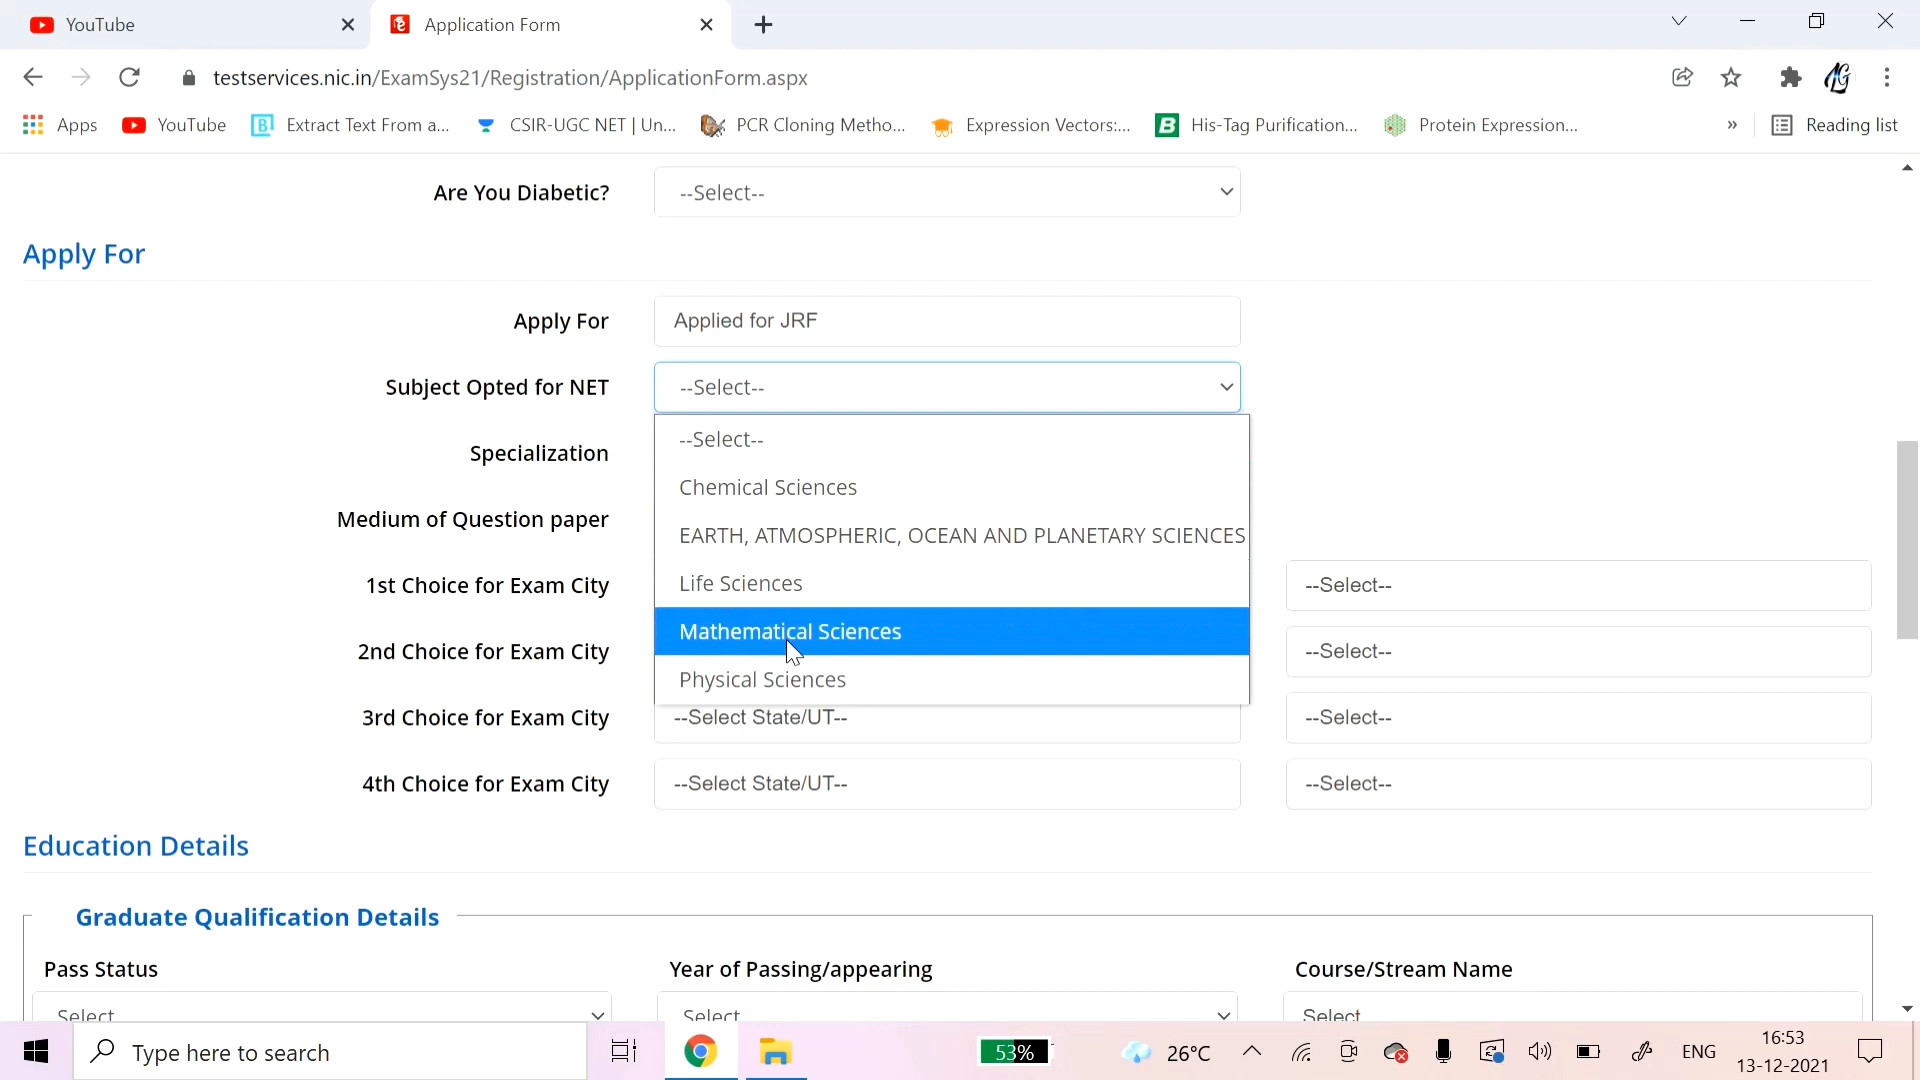 YouTube
Application Form
testservices.nic.in/ExamSys21/Registration/ApplicationForm.aspx
Apps
YouTube
Extract Text From a...
CSIR-UGC NET | Un...
PCR Cloning Metho...
Expression Vectors:...
His-Tag Purification...
Protein Expression...
»
Reading list
Are You Diabetic?
--Select--
Apply For
Apply For
Applied for JRF
Subject Opted for NET
--Select--
--Select--
Chemical Sciences
EARTH, ATMOSPHERIC, OCEAN AND PLANETARY SCIENCES
Life Sciences
Mathematical Sciences
Physical Sciences
Specialization
Medium of Question paper
1st Choice for Exam City
--Select--
2nd Choice for Exam City
--Select--
3rd Choice for Exam City
--Select State/UT--
--Select--
4th Choice for Exam City
--Select State/UT--
--Select--
Education Details
Graduate Qualification Details
Pass Status
Year of Passing/appearing
Course/Stream Name
Select
Select
Select
Type here to search
53%
26°C
ENG
16:53
13-12-2021